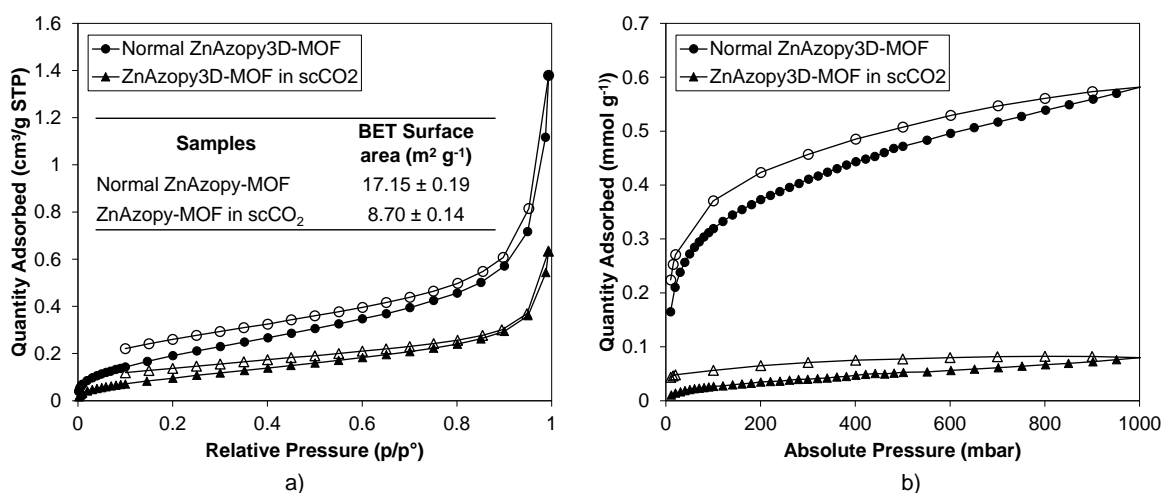 Quantity Adsorbed (cm³/g STP)
1.6
1.4
1.2
1
0.8
0.6
0.4
0.2
0
Normal ZnAzopy3D-MOF
ZnAzopy3D-MOF in scCO2
Samples
BET Surface
area (m² g⁻¹)
Normal ZnAzopy-MOF 17.15 ± 0.19
ZnAzopy-MOF in scCO₂ 8.70 ± 0.14
0 0.2 0.4 0.6 0.8 1
Relative Pressure (p/p°)
a)
Quantity Adsorbed (mmol g⁻¹))
0.7
0.6
0.5
0.4
0.3
0.2
0.1
0
Normal ZnAzopy3D-MOF
ZnAzopy3D-MOF in scCO2
0 200 400 600 800 1000
Absolute Pressure (mbar)
b)